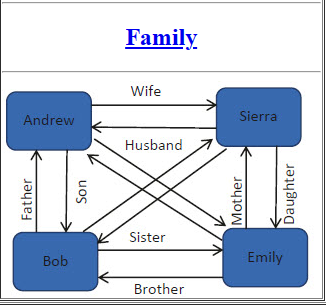 Family
Wife
Andrew
Sierra
Husband
Father
Son
Mother
Daughter
Sister
Bob
Emily
Brother